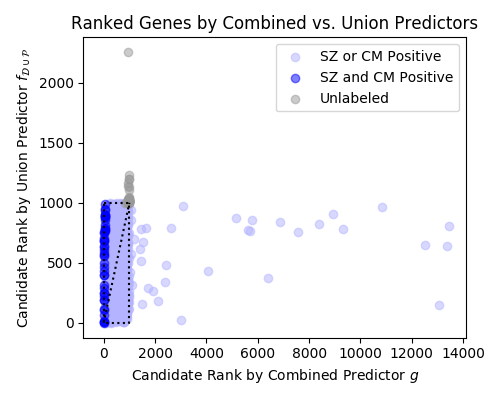 Ranked Genes by Combined vs. Union Predictors
SZ or CM Positive
SZ and CM Positive
Unlabeled
Candidate Rank by Union Predictor f_{D∪P}
2000
1500
1000
500
0
0 2000 4000 6000 8000 10000 12000 14000
Candidate Rank by Combined Predictor g